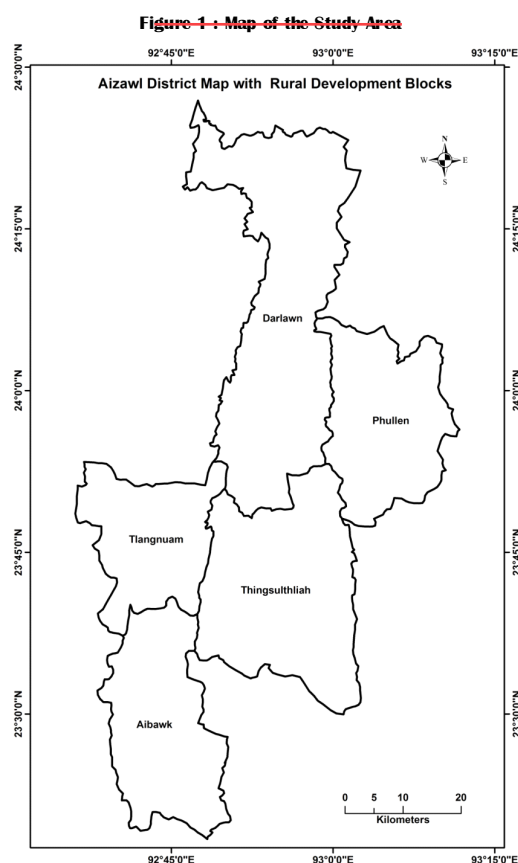 Figure 1 : Map of the Study Area
92°45'0"E 93°0'0"E 93°15'0"E
24°30'0"N
Aizawl District Map with Rural Development Blocks
N
W E
S
24°15'0"N 24°15'0"N
Darlawn
24°0'0"N 24°0'0"N
Phullen
Tlangnuam
23°45'0"N 23°45'0"N
Thingsulthliah
23°30'0"N 23°30'0"N
Aibawk
0 5 10 20
Kilometers
92°45'0"E 93°0'0"E 93°15'0"E